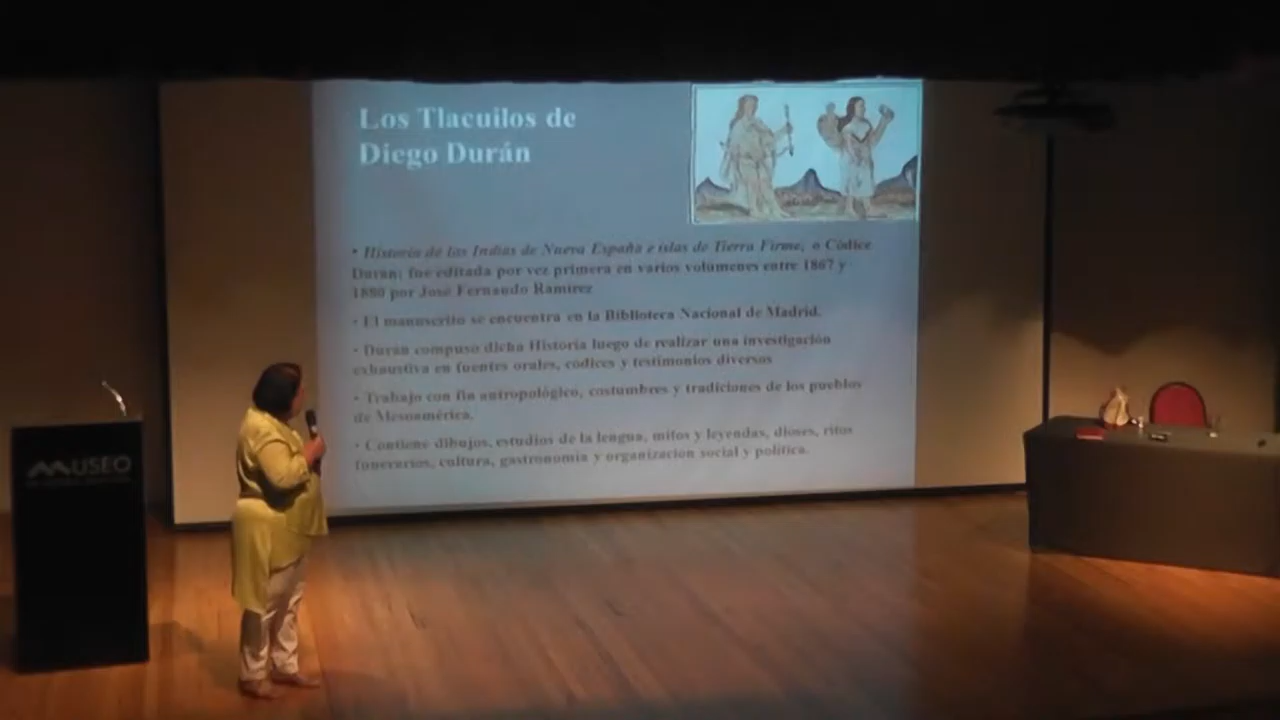 Los Tlacuilos de
Diego Durán
• Historia de las Indias de Nueva España e islas de Tierra Firme, o Códice
Durán; fue editada por vez primera en varios volúmenes entre 1867 y
1880 por José Fernando Ramírez
• El manuscrito se encuentra en la Biblioteca Nacional de Madrid.
• Durán compuso dicha Historia luego de realizar una investigación
exhaustiva en fuentes orales, códices y testimonios diversos
• Trabajo con fin antropológico, costumbres y tradiciones de los pueblos
de Mesoamérica.
• Contiene dibujos, estudios de la lengua, mitos y leyendas, dioses, ritos
funerarios, cultura, gastronomía y organización social y política.
MUSEO